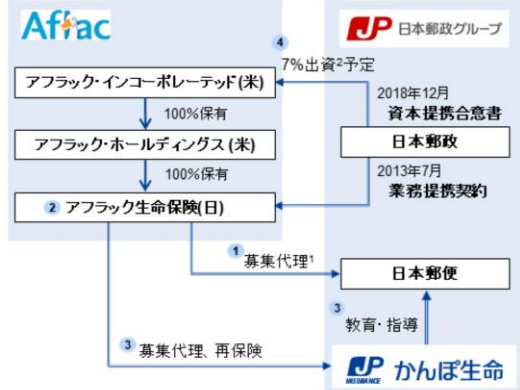 Aflac
JP 日本郵政グループ
4
7%出資2予定
アフラック・インコーポレーテッド(米)
2018年12月
資本提携合意書
100%保有
アフラック・ホールディングス(米)
日本郵政
2013年7月
業務提携契約
100%保有
2 アフラック生命保険(日)
1
募集代理1
日本郵便
3
教育・指導
3 募集代理、再保険
JP INSURANCE かんぽ生命